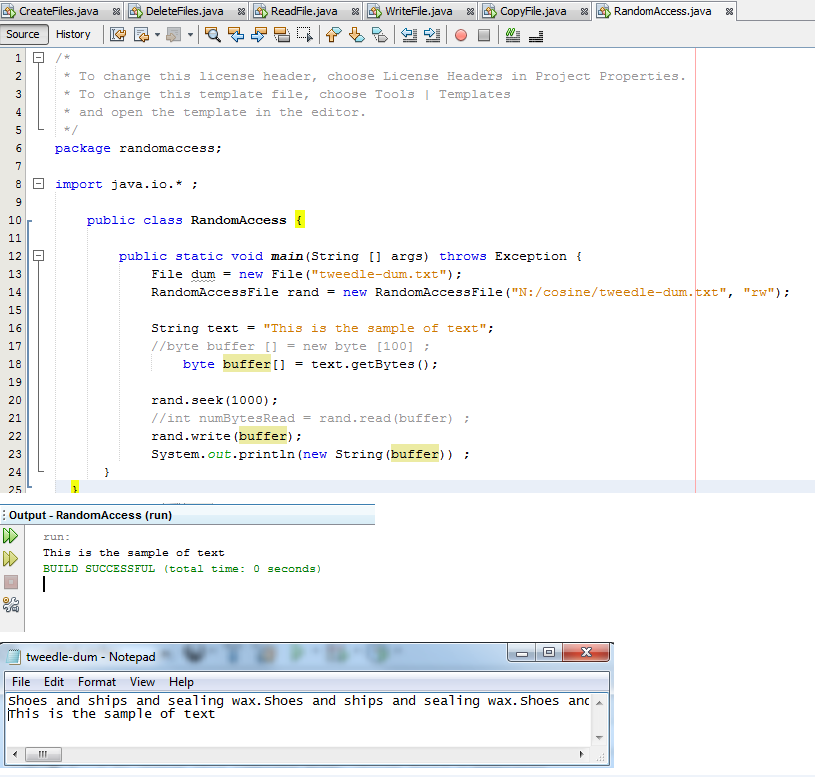 CreateFiles.java DeleteFiles.java ReadFile.java WriteFile.java CopyFile.java RandomAccess.java
Source History
1 /*
2 * To change this license header, choose License Headers in Project Properties.
3 * To change this template file, choose Tools | Templates
4 * and open the template in the editor.
5 */
6 package randomaccess;
7
8 import java.io.* ;
9
10 public class RandomAccess {
11
12 public static void main(String [] args) throws Exception {
13 File dum = new File("tweedle-dum.txt");
14 RandomAccessFile rand = new RandomAccessFile("N:/cosine/tweedle-dum.txt", "rw");
15
16 String text = "This is the sample of text";
17 //byte buffer [] = new byte [100] ;
18 byte buffer[] = text.getBytes();
19
20 rand.seek(1000);
21 //int numBytesRead = rand.read(buffer) ;
22 rand.write(buffer);
23 System.out.println(new String(buffer)) ;
24 }
25 }
Output - RandomAccess (run)
run:
This is the sample of text
BUILD SUCCESSFUL (total time: 0 seconds)
tweedle-dum - Notepad
File Edit Format View Help
Shoes and ships and sealing wax.Shoes and ships and sealing wax.Shoes and
This is the sample of text